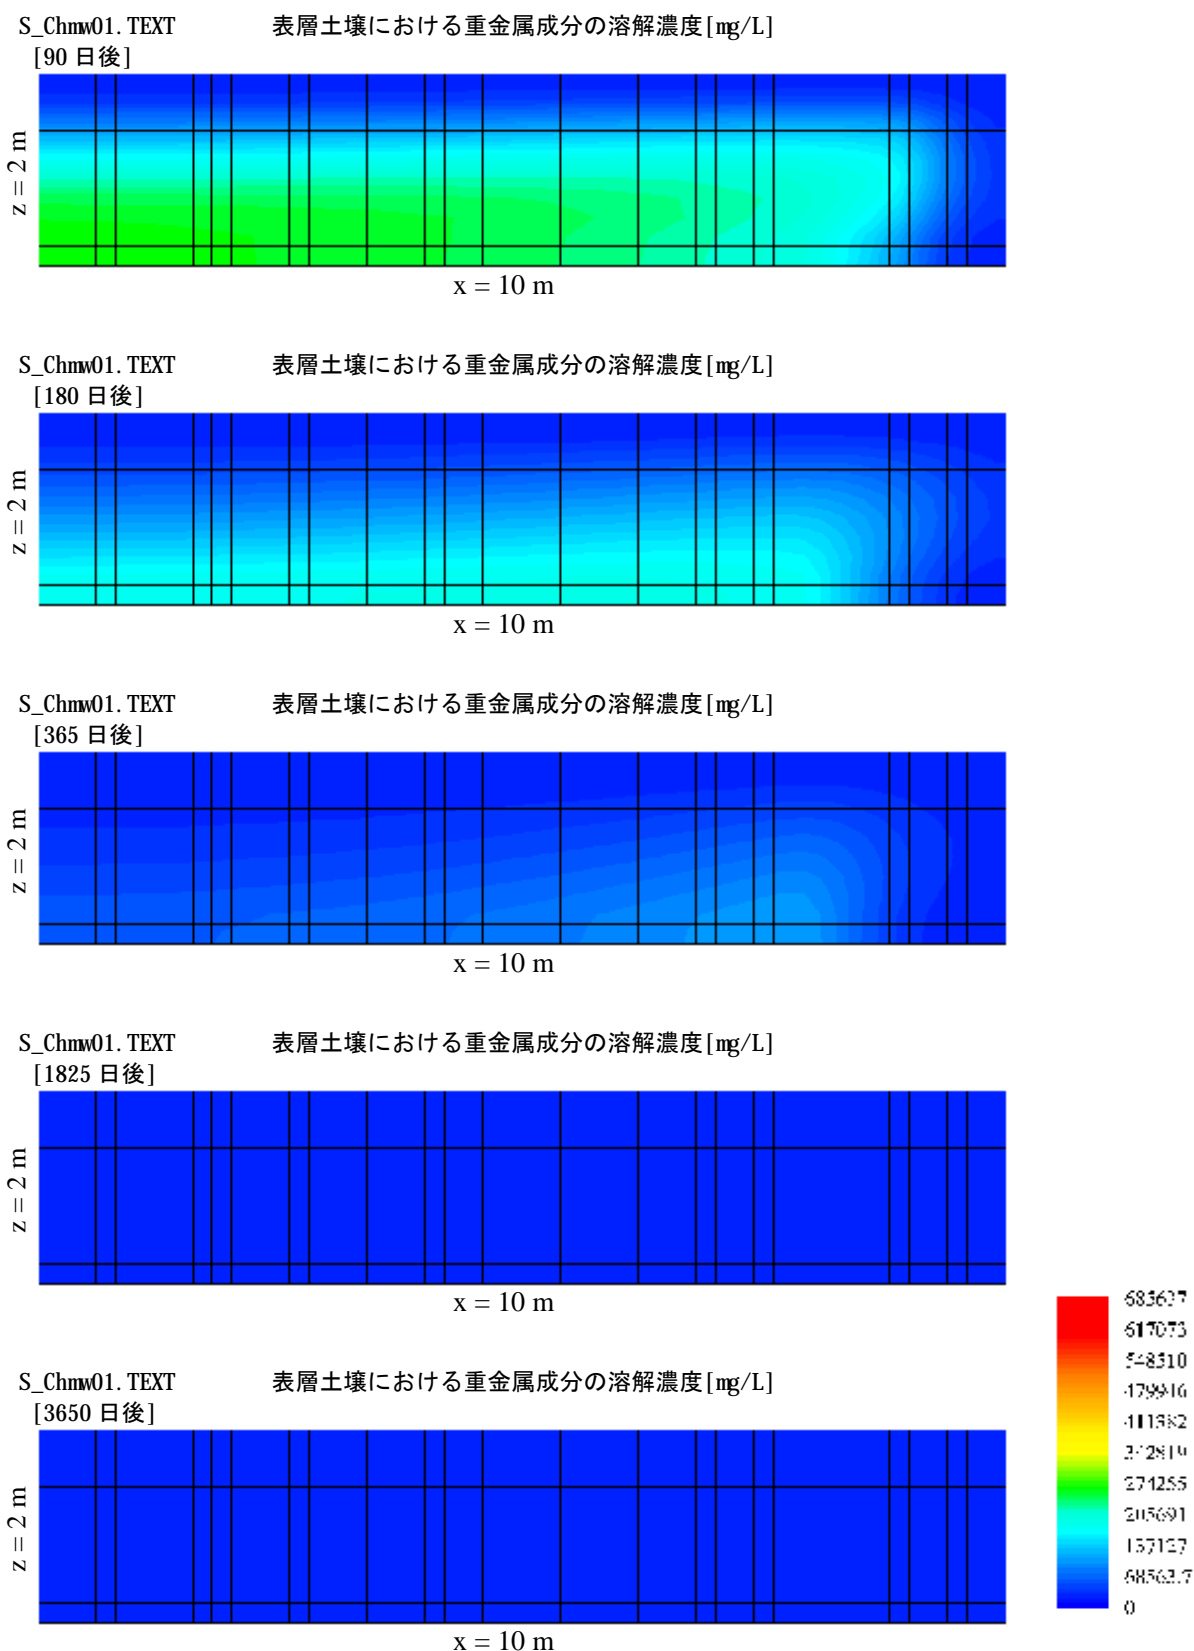 S_Chmw01.TEXT 表層土壌における重金属成分の溶解濃度[mg/L]
[90 日後]
z = 2 m
x = 10 m
S_Chmw01.TEXT 表層土壌における重金属成分の溶解濃度[mg/L]
[180 日後]
z = 2 m
x = 10 m
S_Chmw01.TEXT 表層土壌における重金属成分の溶解濃度[mg/L]
[365 日後]
z = 2 m
x = 10 m
S_Chmw01.TEXT 表層土壌における重金属成分の溶解濃度[mg/L]
[1825 日後]
z = 2 m
x = 10 m
S_Chmw01.TEXT 表層土壌における重金属成分の溶解濃度[mg/L]
[3650 日後]
z = 2 m
x = 10 m
617073
548510
479946
411382
342819
274255
205691
137127
68563.7
0